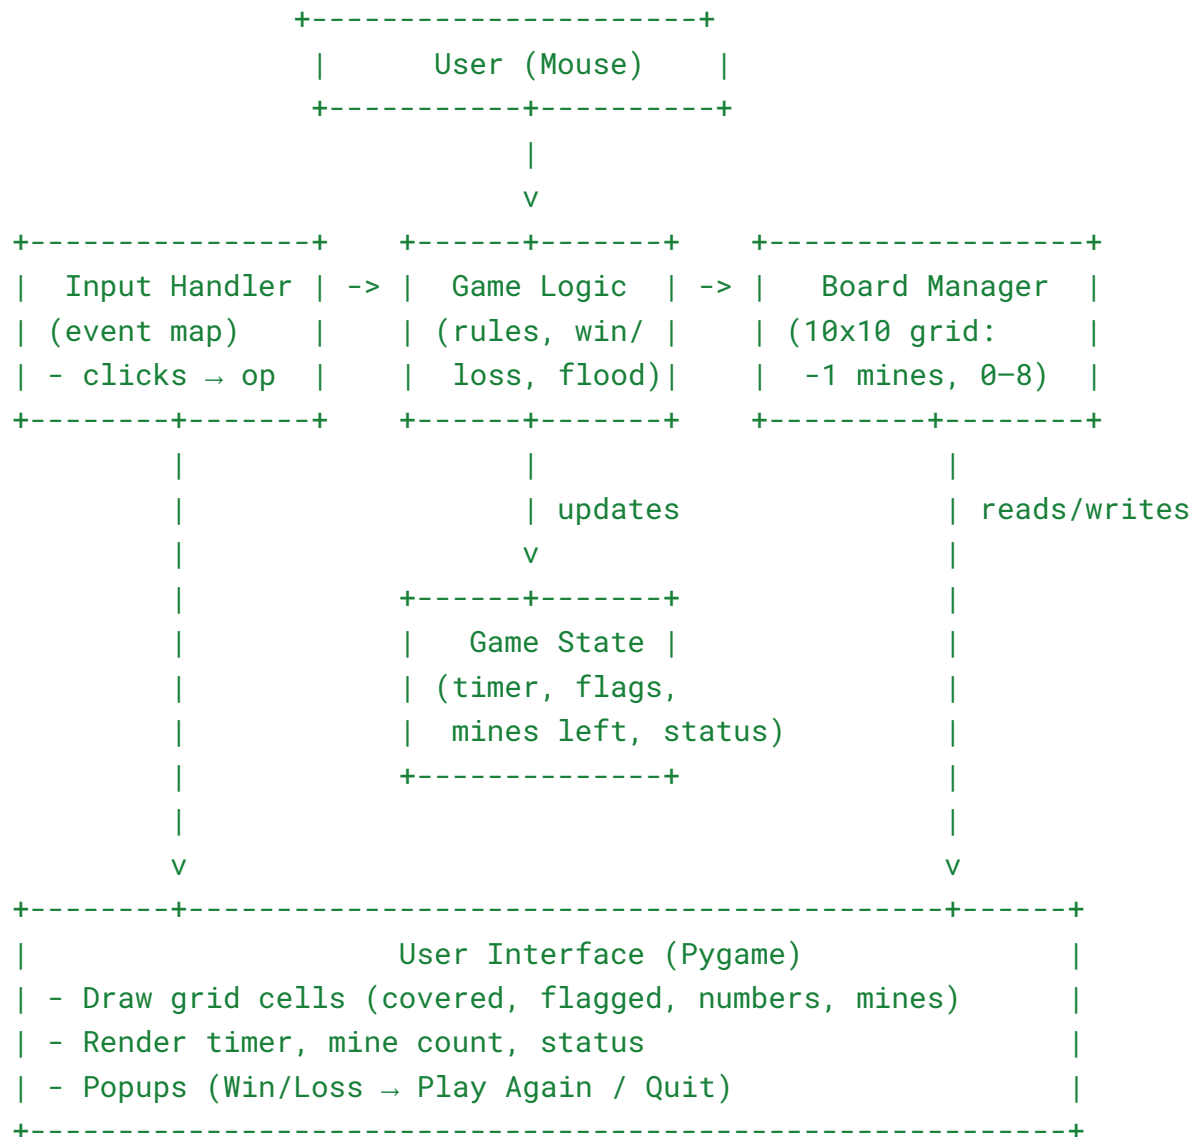 +----------------------+
                 |      User (Mouse)    |
                 +-----------+----------+
                             |
                             v
+----------------+    +------+-------+    +------------------+
|  Input Handler | -> |  Game Logic  | -> |   Board Manager  |
| (event map)    |    | (rules, win/ |    | (10x10 grid:     |
| - clicks → op  |    |  loss, flood)|    |  -1 mines, 0–8)  |
+--------+-------+    +------+-------+    +---------+--------+
         |                   |                       |
         |                   | updates               | reads/writes
         |                   v                       |
         |            +------+-------+               |
         |            |   Game State |               |
         |            | (timer, flags,               |
         |            |  mines left, status)         |
         |            +--------------+               |
         |                                           |
         v                                           v
+--------+-------------------------------------------+------+
|                     User Interface (Pygame)               |
| - Draw grid cells (covered, flagged, numbers, mines)      |
| - Render timer, mine count, status                        |
| - Popups (Win/Loss → Play Again / Quit)                   |
+-----------------------------------------------------------+